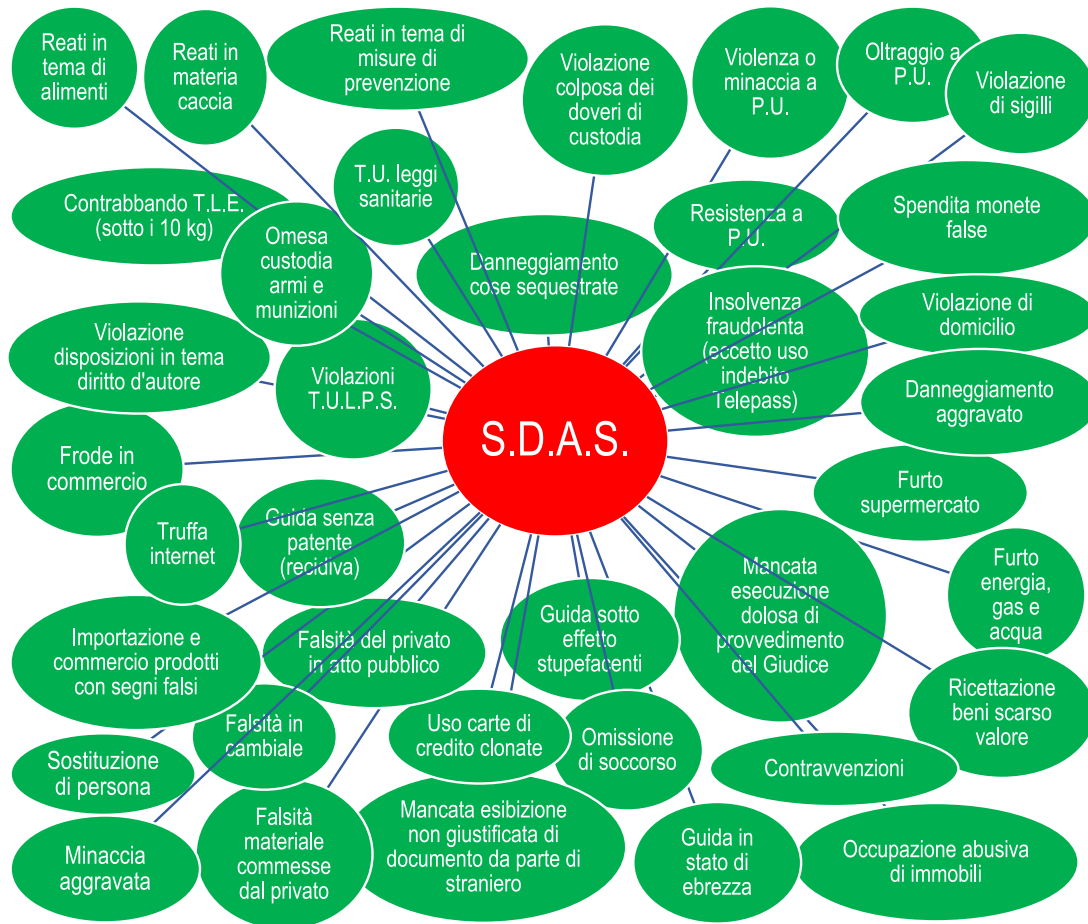 Reati in
tema di
alimenti
Reati in
materia
caccia
Reati in tema di
misure di
prevenzione
Violazione
colposa dei
doveri di
custodia
Violenza o
minaccia a
P.U.
Oltraggio a
P.U.
Violazione
di sigilli
Contrabbando T.L.E.
(sotto i 10 kg)
Omesa
custodia
armi e
munizioni
T.U. leggi
sanitarie
Danneggiamento
cose sequestrate
Resistenza a
P.U.
Spendita monete
false
Violazione
disposizioni in tema
diritto d'autore
Violazioni
T.U.L.P.S.
Insolvenza
fraudolenta
(eccetto uso
indebito
Telepass)
Violazione di
domicilio
Danneggiamento
aggravato
S.D.A.S.
Frode in
commercio
Truffa
internet
Guida senza
patente
(recidiva)
Furto
supermercato
Furto
energia,
gas e
acqua
Mancata
esecuzione
dolosa di
provvedimento
del Giudice
Importazione e
commercio prodotti
con segni falsi
Falsità del privato
in atto pubblico
Guida sotto
effetto
stupefacenti
Ricettazione
beni scarso
valore
Sostituzione
di persona
Falsità in
cambiale
Uso carte di
credito clonate
Omissione
di soccorso
Contravvenzioni
Minaccia
aggravata
Falsità
materiale
commesse
dal privato
Mancata esibizione
non giustificata di
documento da parte di
straniero
Guida in
stato di
ebrezza
Occupazione abusiva
di immobili